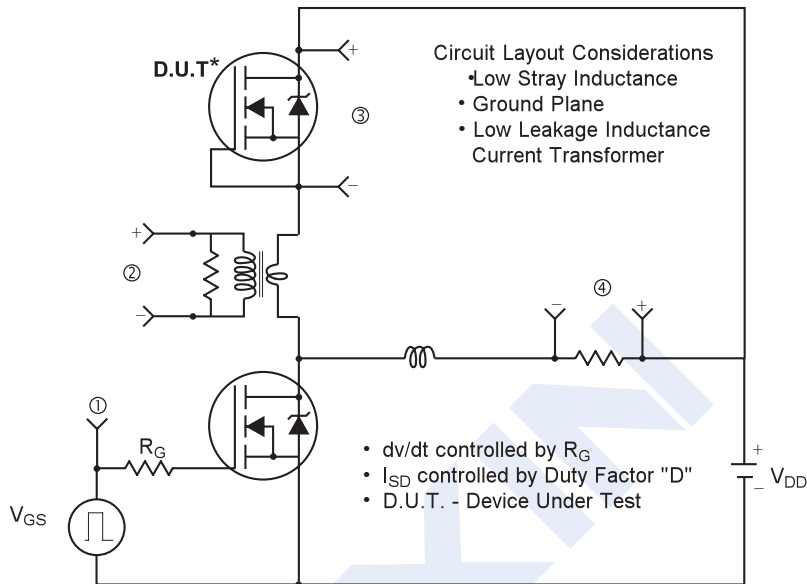 D.U.T*
+
③
−
Circuit Layout Considerations
•Low Stray Inductance
• Ground Plane
• Low Leakage Inductance
Current Transformer
+
②
−
④
− +
①
RG
VGS
• dv/dt controlled by RG
• ISD controlled by Duty Factor "D"
• D.U.T. - Device Under Test
+
−
VDD